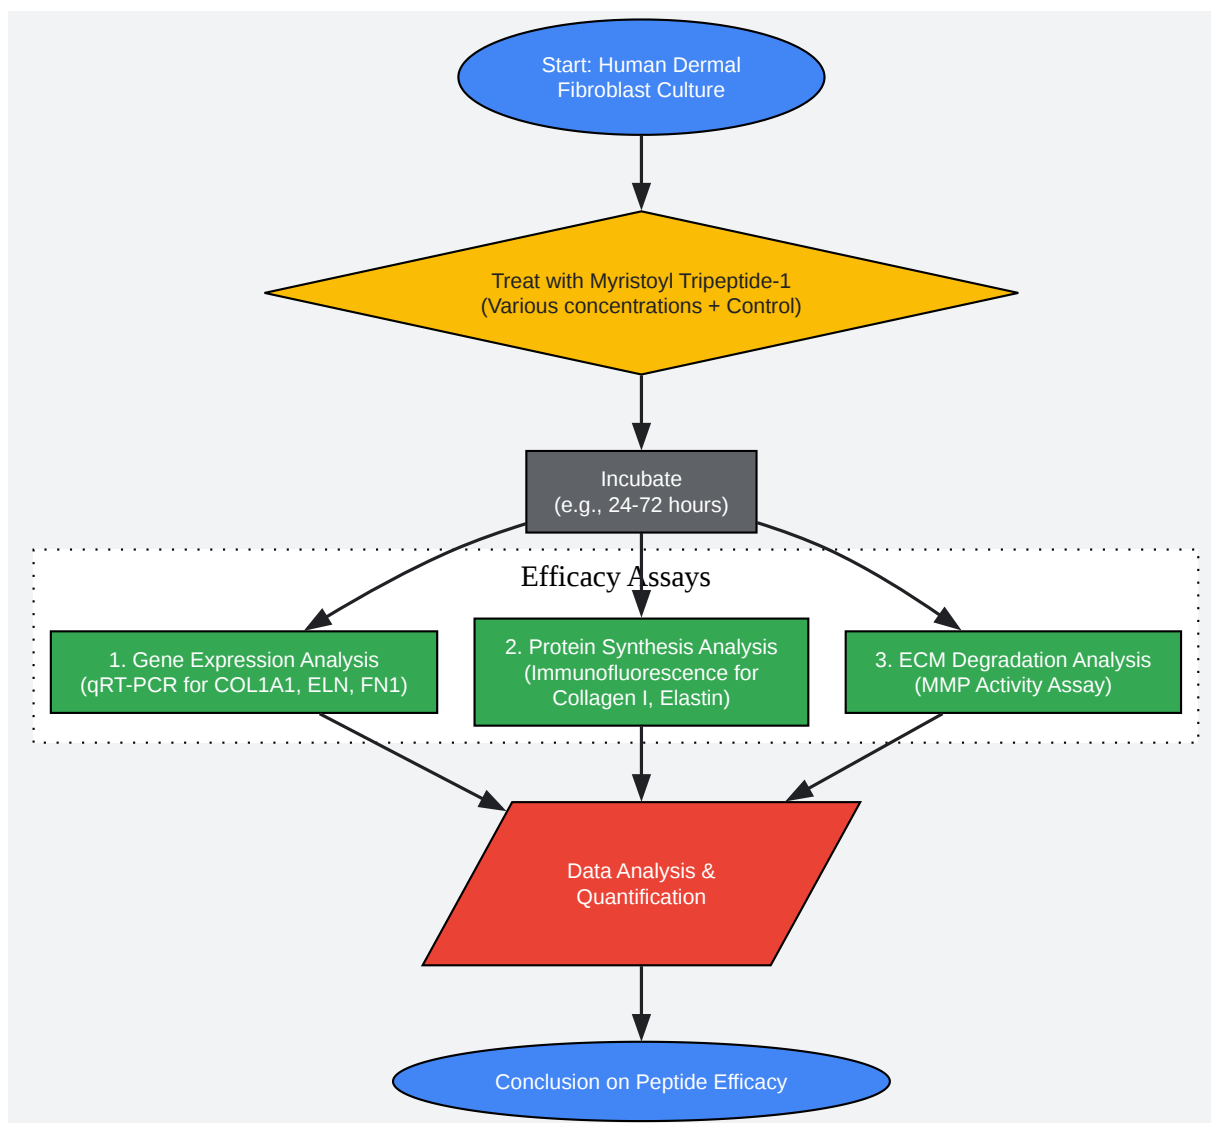 Start: Human Dermal
Fibroblast Culture
Treat with Myristoyl Tripeptide-1
(Various concentrations + Control)
Incubate
(e.g., 24-72 hours)
Efficacy Assays
1. Gene Expression Analysis
(qRT-PCR for COL1A1, ELN, FN1)
2. Protein Synthesis Analysis
(Immunofluorescence for
Collagen I, Elastin)
3. ECM Degradation Analysis
(MMP Activity Assay)
Data Analysis &
Quantification
Conclusion on Peptide Efficacy